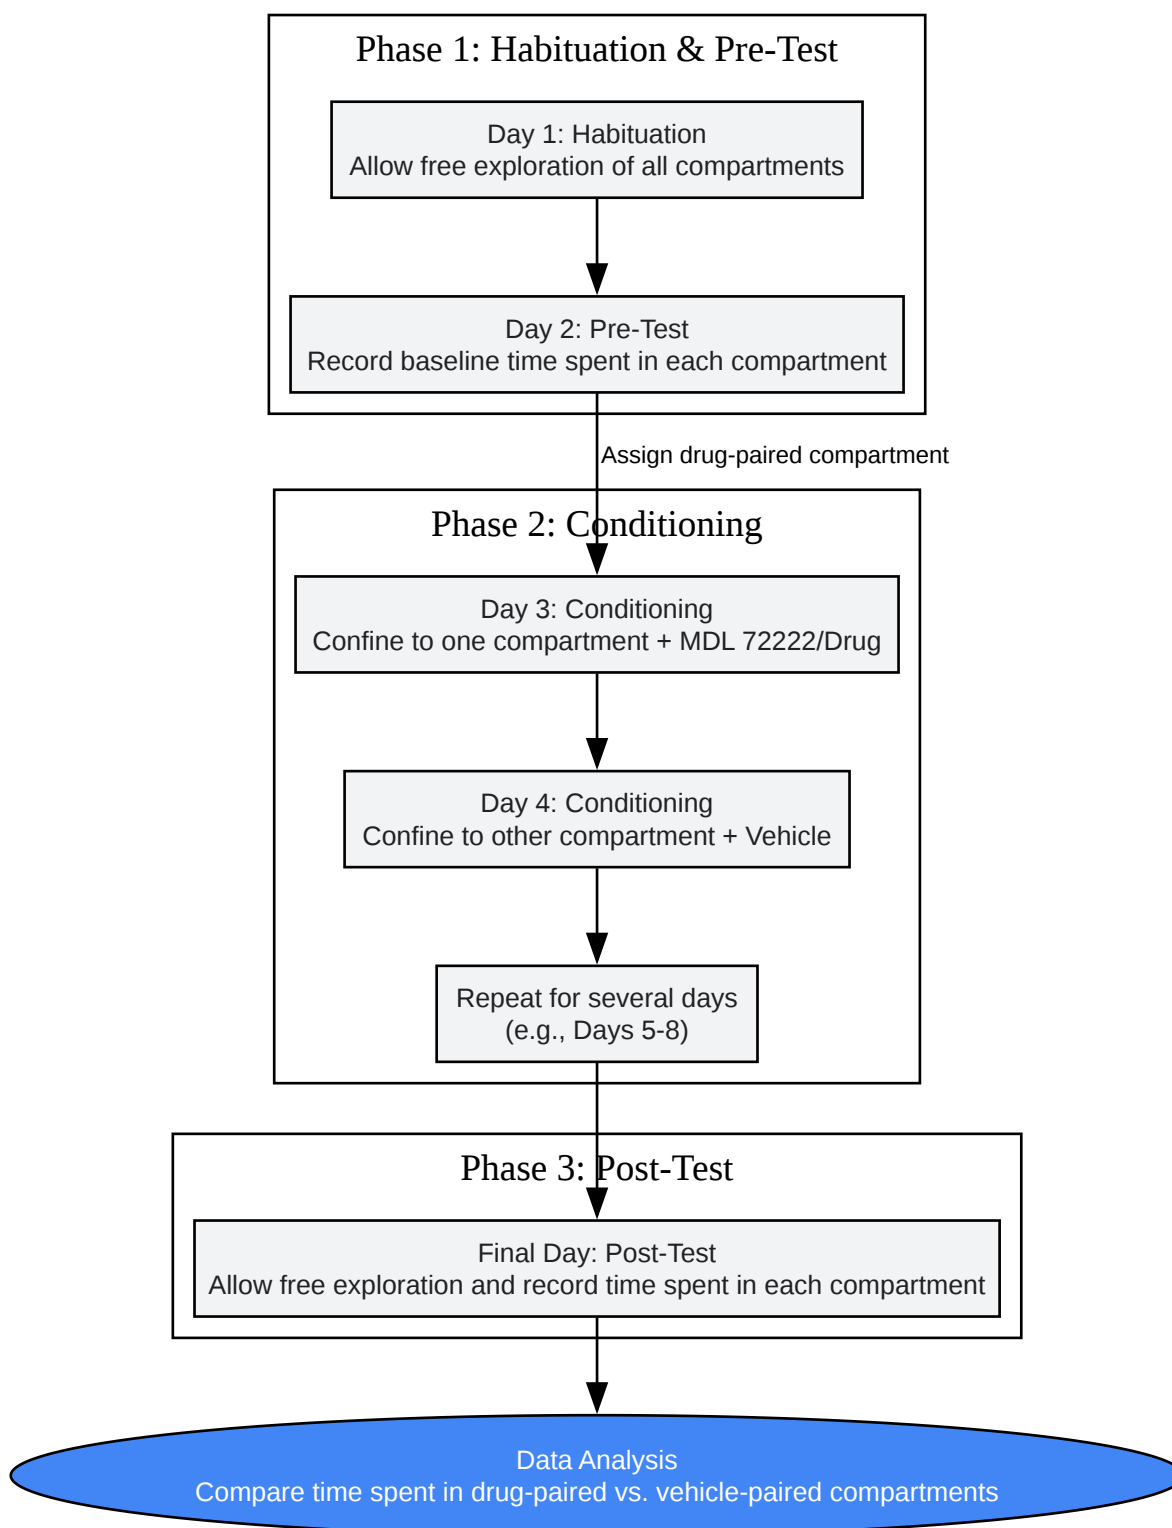 Phase 1: Habituation & Pre-Test
Day 1: Habituation
Allow free exploration of all compartments
Day 2: Pre-Test
Record baseline time spent in each compartment
Assign drug-paired compartment
Phase 2: Conditioning
Day 3: Conditioning
Confine to one compartment + MDL 72222/Drug
Day 4: Conditioning
Confine to other compartment + Vehicle
Repeat for several days
(e.g., Days 5-8)
Phase 3: Post-Test
Final Day: Post-Test
Allow free exploration and record time spent in each compartment
Data Analysis
Compare time spent in drug-paired vs. vehicle-paired compartments